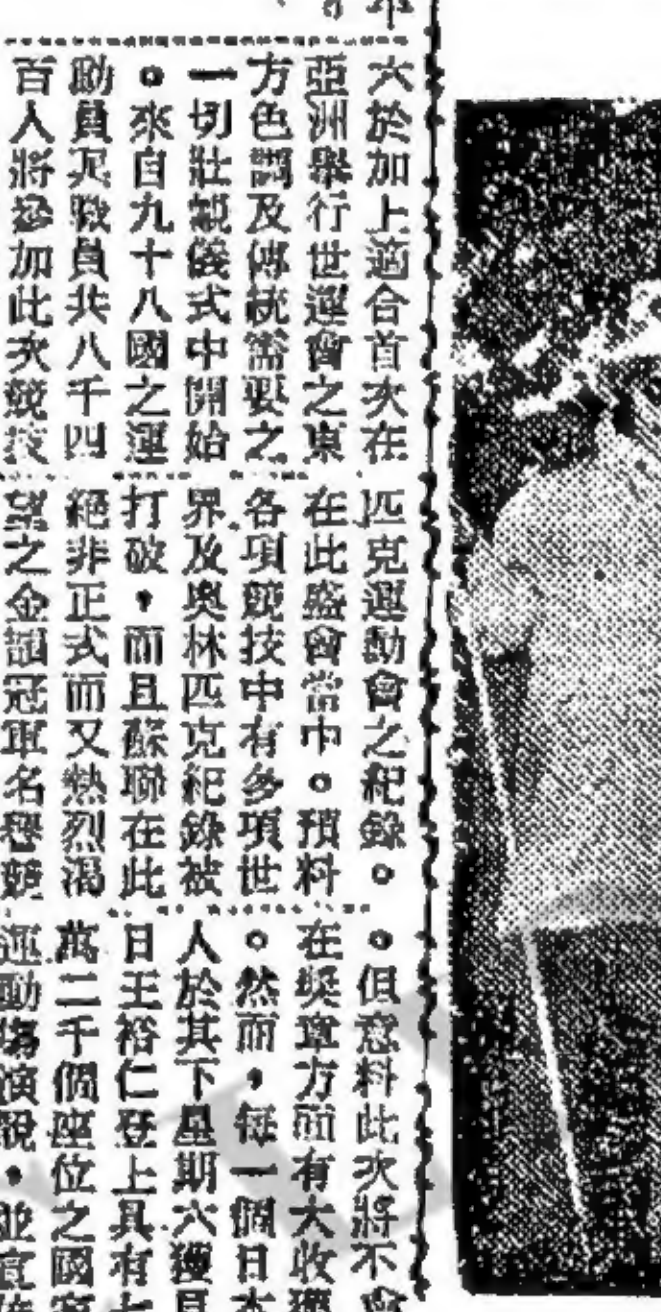 六於加上適合首次在
亞洲舉行世運會之東
方色調及傳統需要之
一切壯觀儀式中開始
。來自九十八國之運
動員及職員共八千四
百人將參加此次競技
匹克運動會之紀錄。
在此盛會當中。預料
各項競技中有多項世
界及奧林匹克紀錄被
打破，而且蘇聯在此
絕非正式而又熱烈渴
望之金牌冠軍名譽競
。但意料此次將不會
在獎章方面有大收穫
。然而，每一個日本
人於其下星期六獲見
日王裕仁登上具有七
萬二千個座位之國家
運動場演說，並宣佈